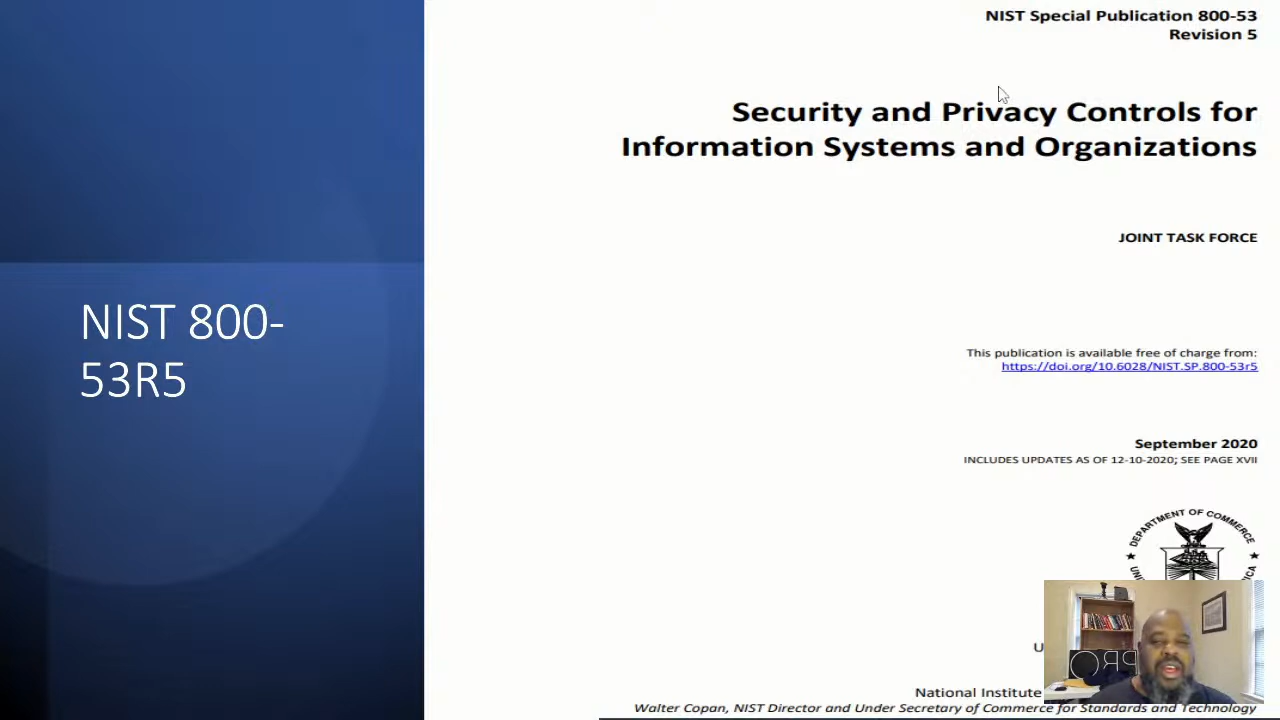 NIST 800-
53R5
NIST Special Publication 800-53
Revision 5
Security and Privacy Controls for
Information Systems and Organizations
JOINT TASK FORCE
This publication is available free of charge from:
https://doi.org/10.6028/NIST.SP.800-53r5
September 2020
INCLUDES UPDATES AS OF 12-10-2020; SEE PAGE XVII
DEPARTMENT OF COMMERCE
U
National Institute
Walter Copan, NIST Director and Under Secretary of Commerce for Standards and Technology